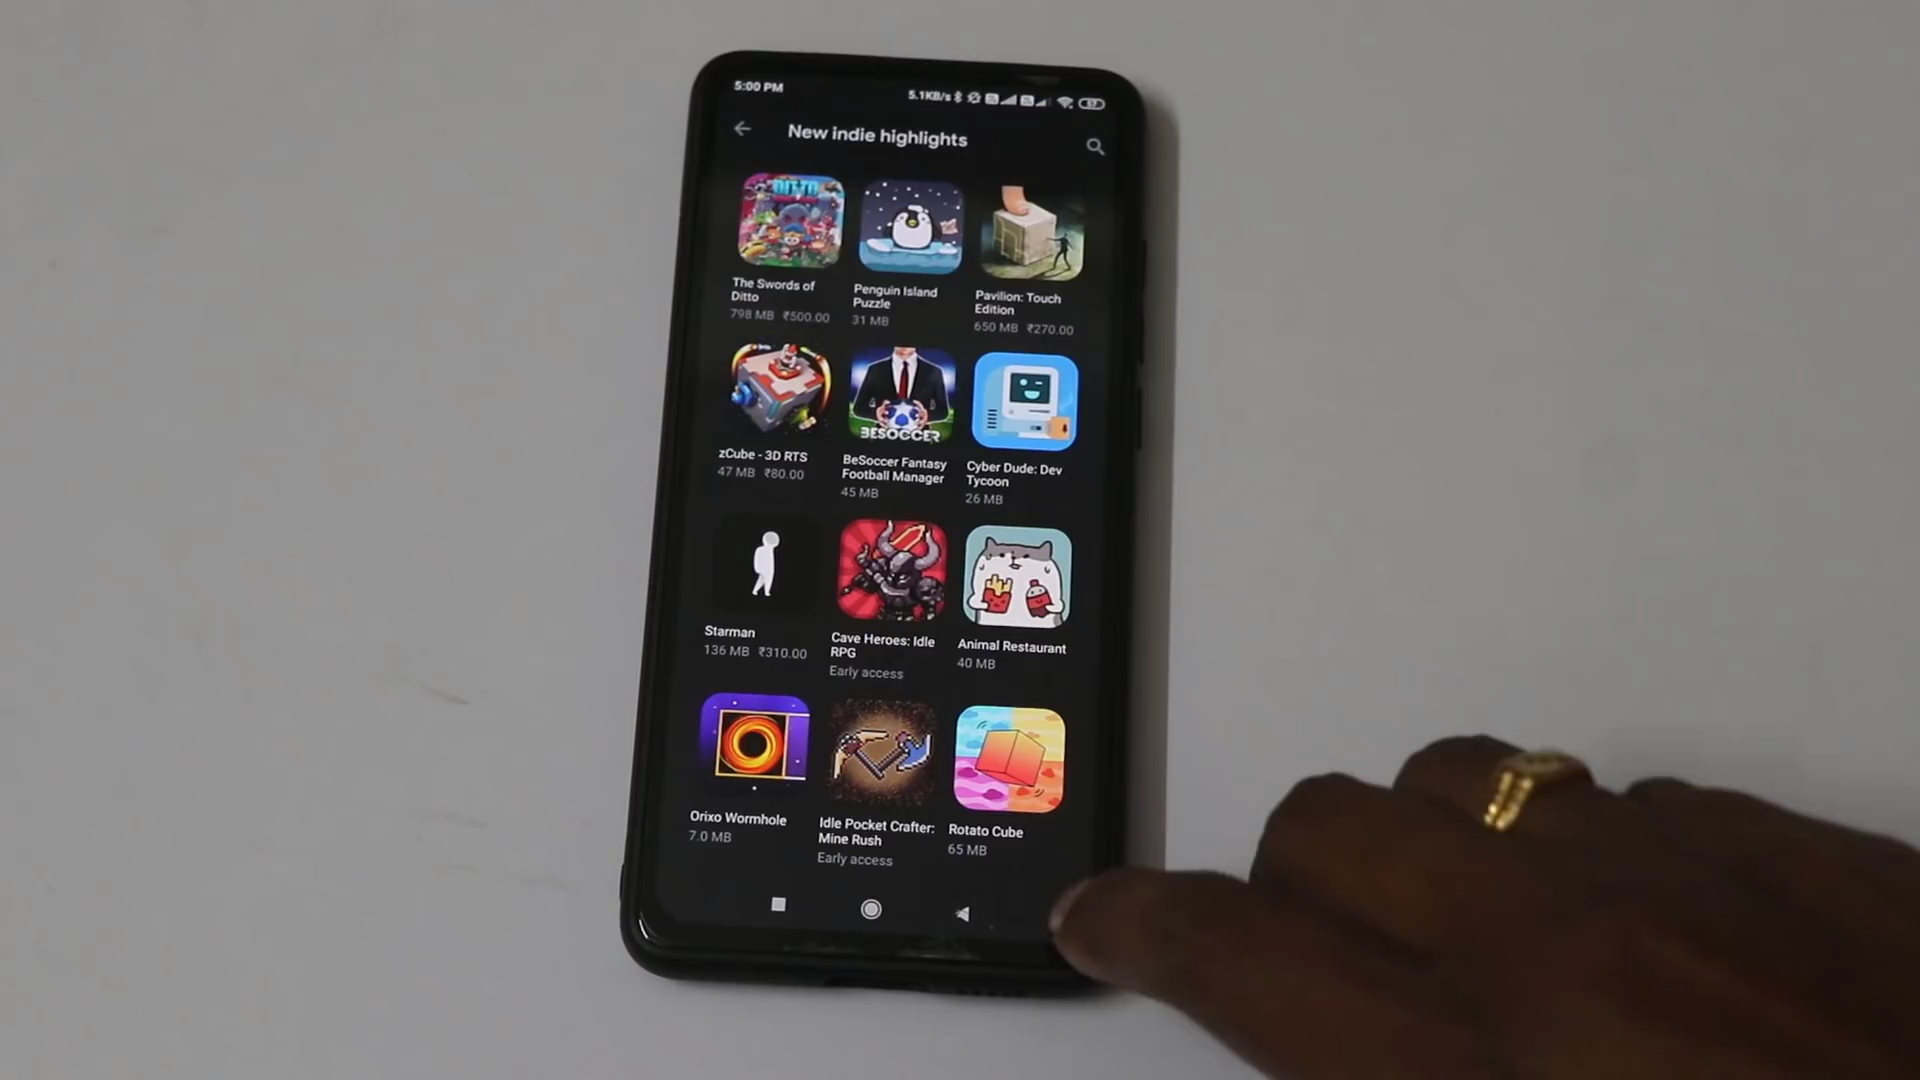 5:00 PM
5.1KB/s
57
New indie highlights
DITTO
The Swords of
Ditto
798 MB ₹500.00
Penguin Island
Puzzle
31 MB
Pavilion: Touch
Edition
650 MB ₹270.00
zCube - 3D RTS
47 MB ₹80.00
BESOCCER
BeSoccer Fantasy
Football Manager
45 MB
Cyber Dude: Dev
Tycoon
26 MB
Starman
136 MB ₹310.00
Cave Heroes: Idle
RPG
Early access
Animal Restaurant
40 MB
Orixo Wormhole
7.0 MB
Idle Pocket Crafter:
Mine Rush
Early access
Rotato Cube
65 MB